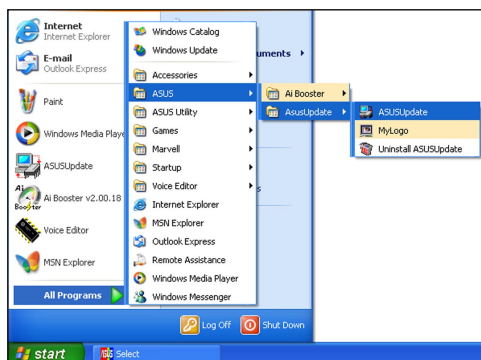 Internet
Internet Explorer
E-mail
Outlook Express
Paint
Windows Media Playe
ASUSUpdate
Ai Booster v2.00.18
Voice Editor
MSN Explorer
All Programs
Windows Catalog
Windows Update
Accessories
ASUS
ASUS Utility
Games
Marvell
Startup
Voice Editor
Internet Explorer
MSN Explorer
Outlook Express
Remote Assistance
Windows Media Player
Windows Messenger
uments
s
Ai Booster
AsusUpdate
ASUSUpdate
MyLogo
Uninstall ASUSUpdate
Log Off
Shut Down
start
Select